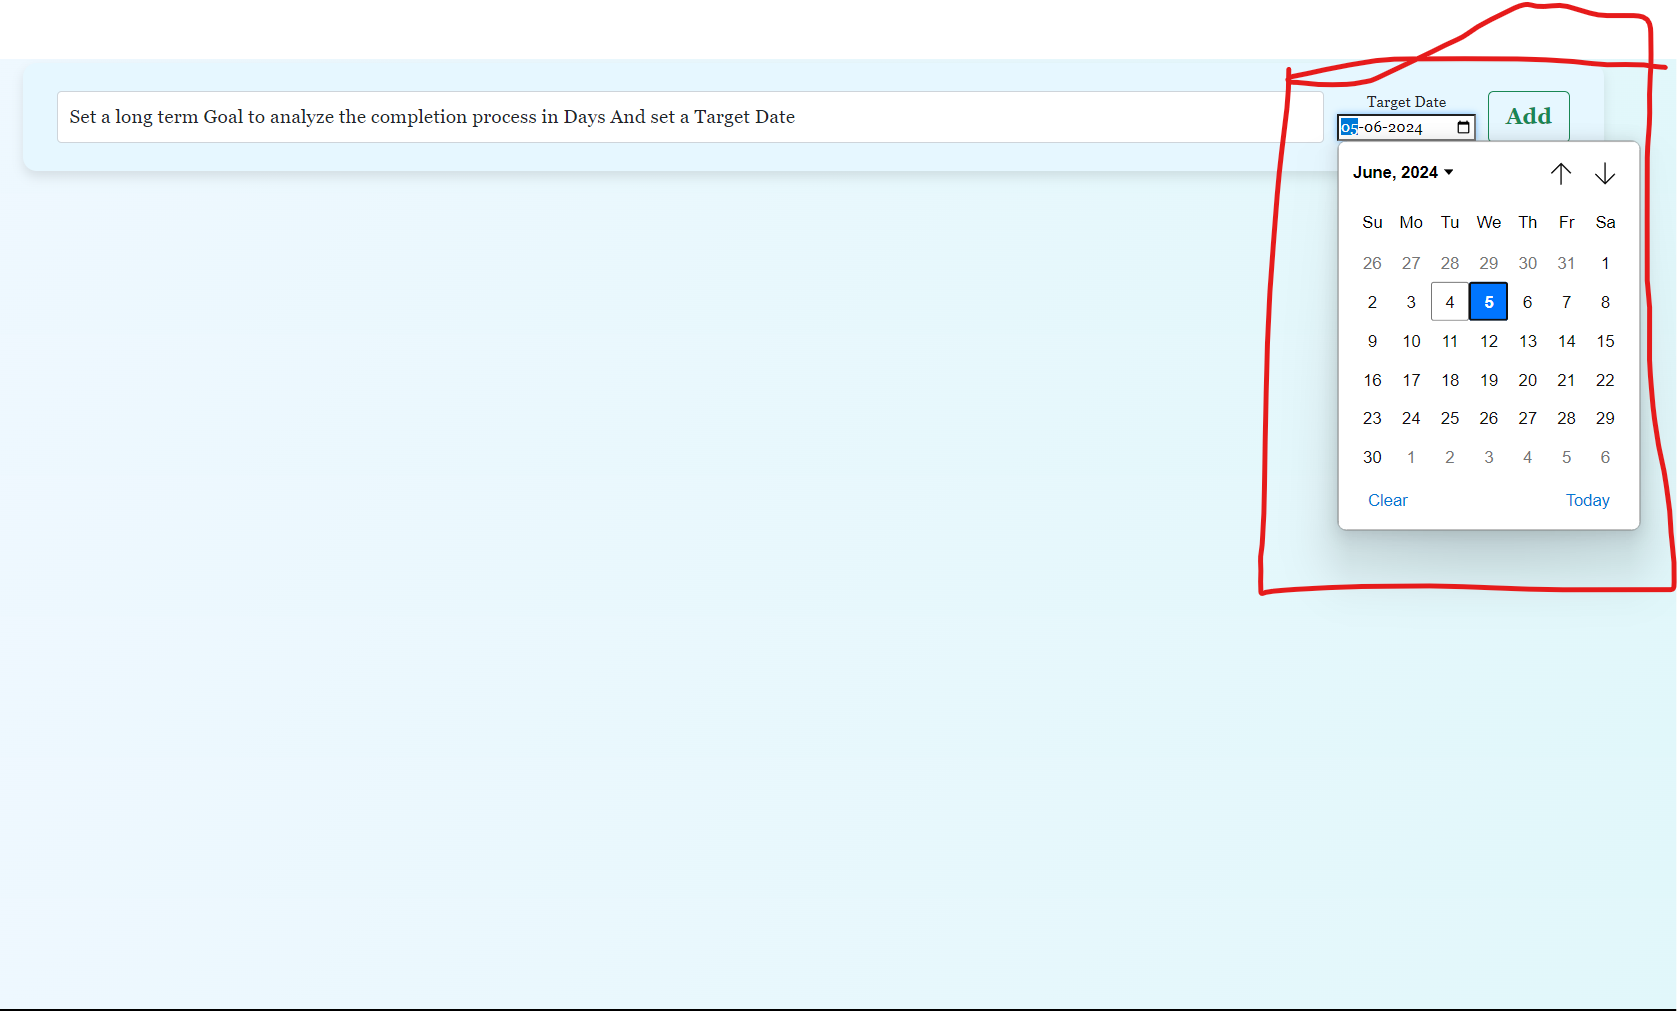 Set a long term Goal to analyze the completion process in Days And set a Target Date
Target Date
05-06-2024
Add
June, 2024
Su Mo Tu We Th Fr Sa
26 27 28 29 30 31 1
2 3 4 5 6 7 8
9 10 11 12 13 14 15
16 17 18 19 20 21 22
23 24 25 26 27 28 29
30 1 2 3 4 5 6
Clear Today